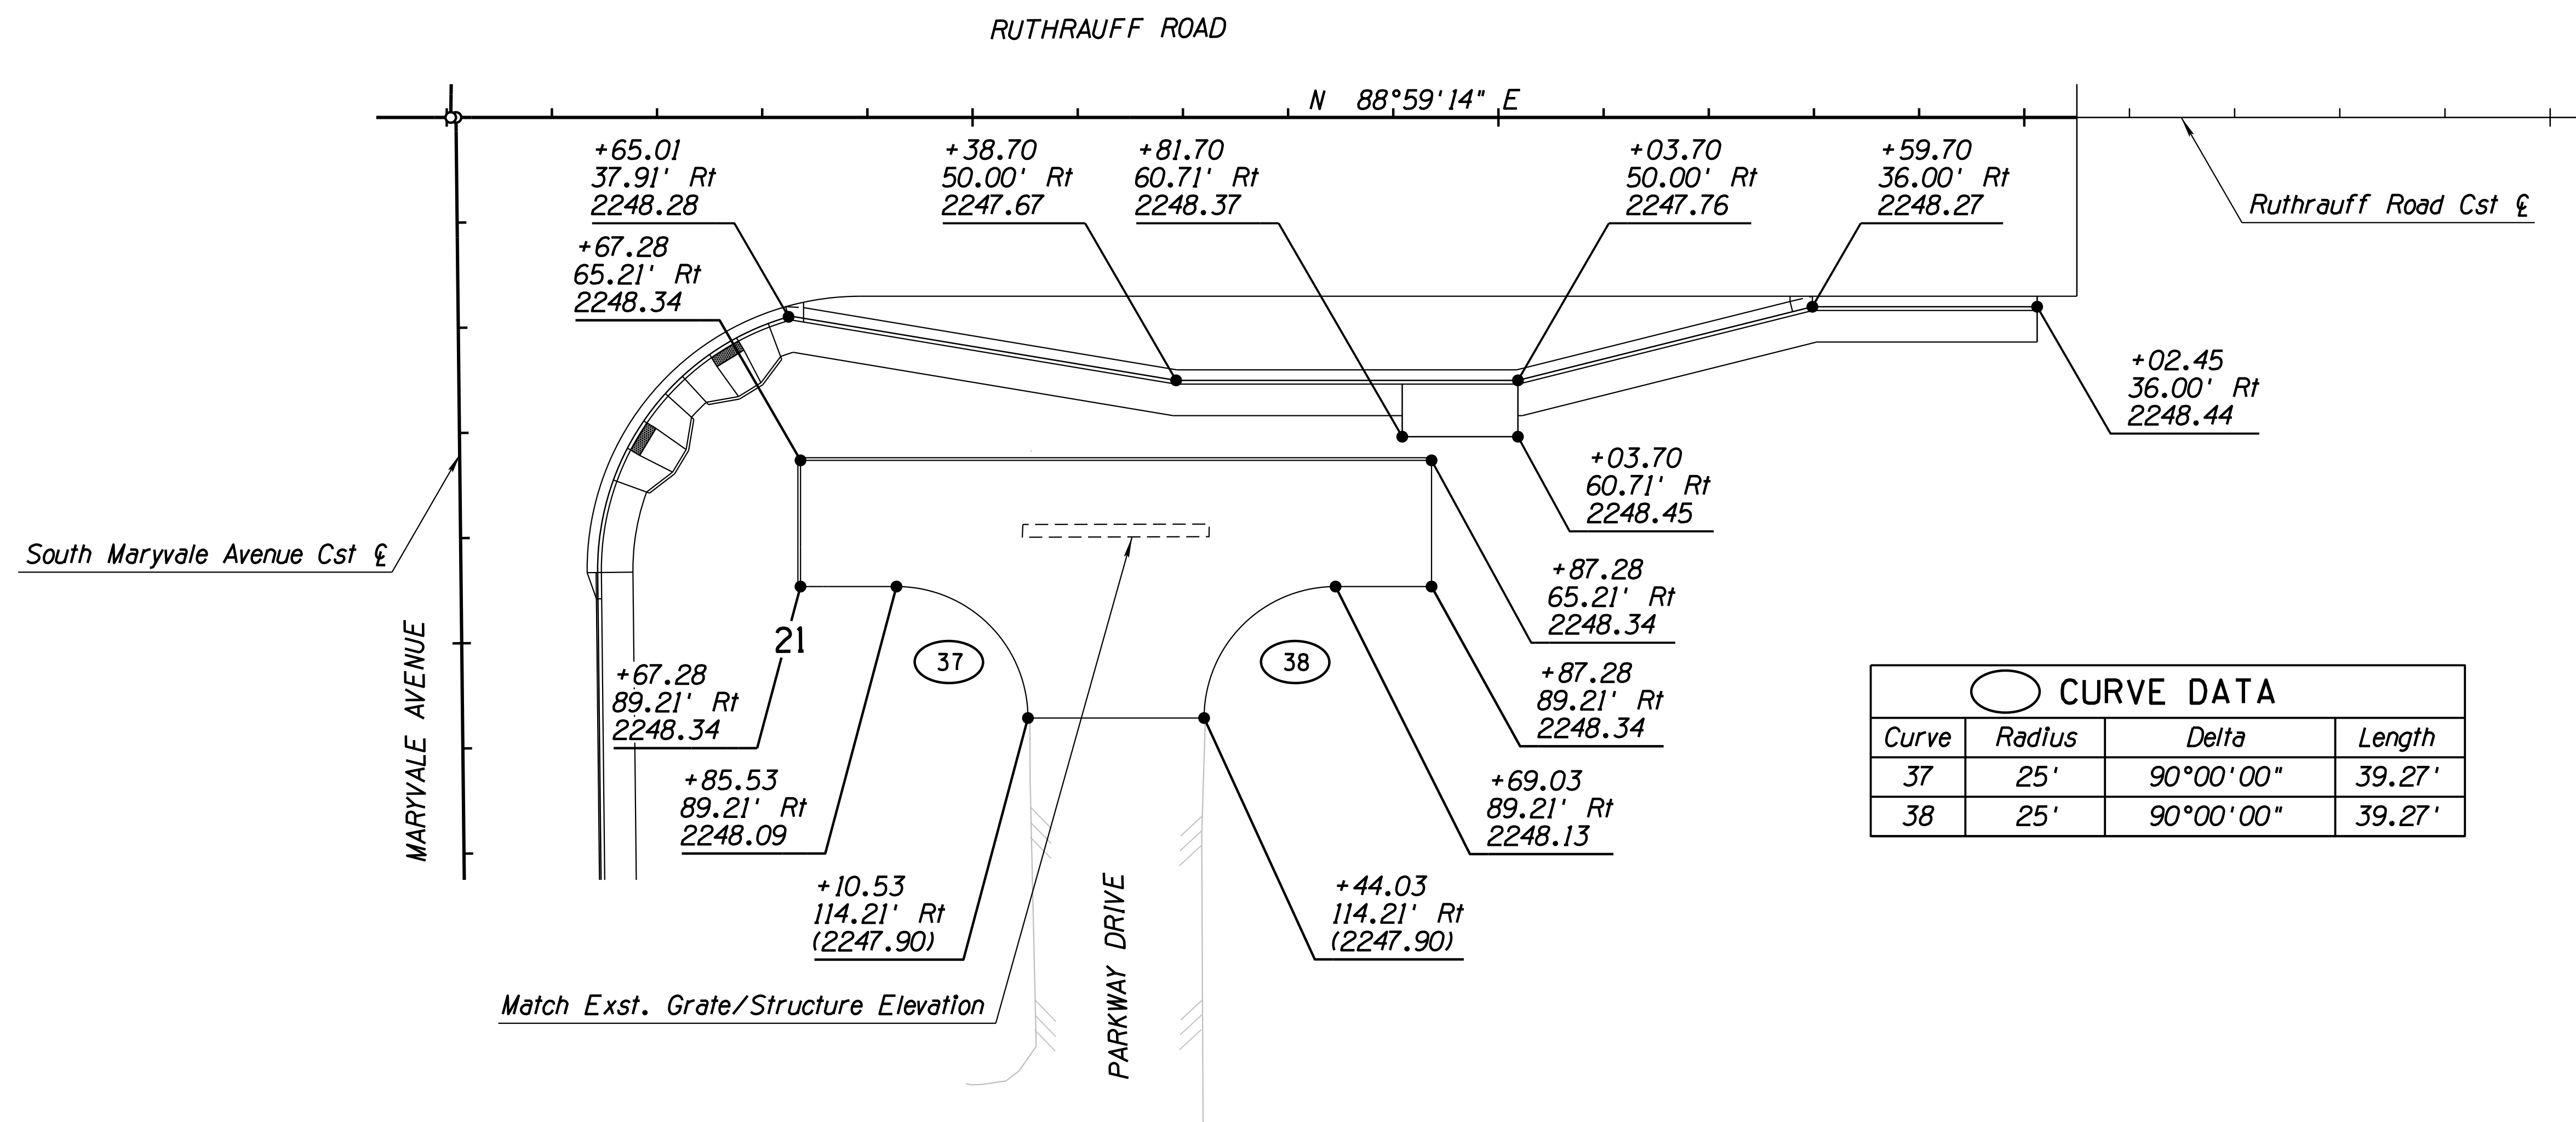 RUTHRAUFF ROAD
N 88°59'14" E
+65.01
37.91' Rt
2248.28
+38.70
50.00' Rt
2247.67
+81.70
60.71' Rt
2248.37
+03.70
50.00' Rt
2247.76
+59.70
36.00' Rt
2248.27
Ruthrauff Road Cst ℄
+67.28
65.21' Rt
2248.34
+02.45
36.00' Rt
2248.44
+03.70
60.71' Rt
2248.45
South Maryvale Avenue Cst ℄
+87.28
65.21' Rt
2248.34
MARYVALE AVENUE
21
37
38
+67.28
89.21' Rt
2248.34
+87.28
89.21' Rt
2248.34
CURVE DATA
Curve Radius Delta Length
37 25' 90°00'00" 39.27'
38 25' 90°00'00" 39.27'
+85.53
89.21' Rt
2248.09
+69.03
89.21' Rt
2248.13
+10.53
114.21' Rt
(2247.90)
+44.03
114.21' Rt
(2247.90)
PARKWAY DRIVE
Match Exst. Grate/Structure Elevation